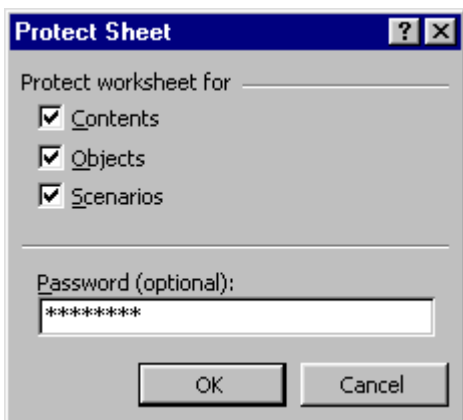 Protect Sheet
Protect worksheet for
Contents
Objects
Scenarios
Password (optional):
********
OK
Cancel